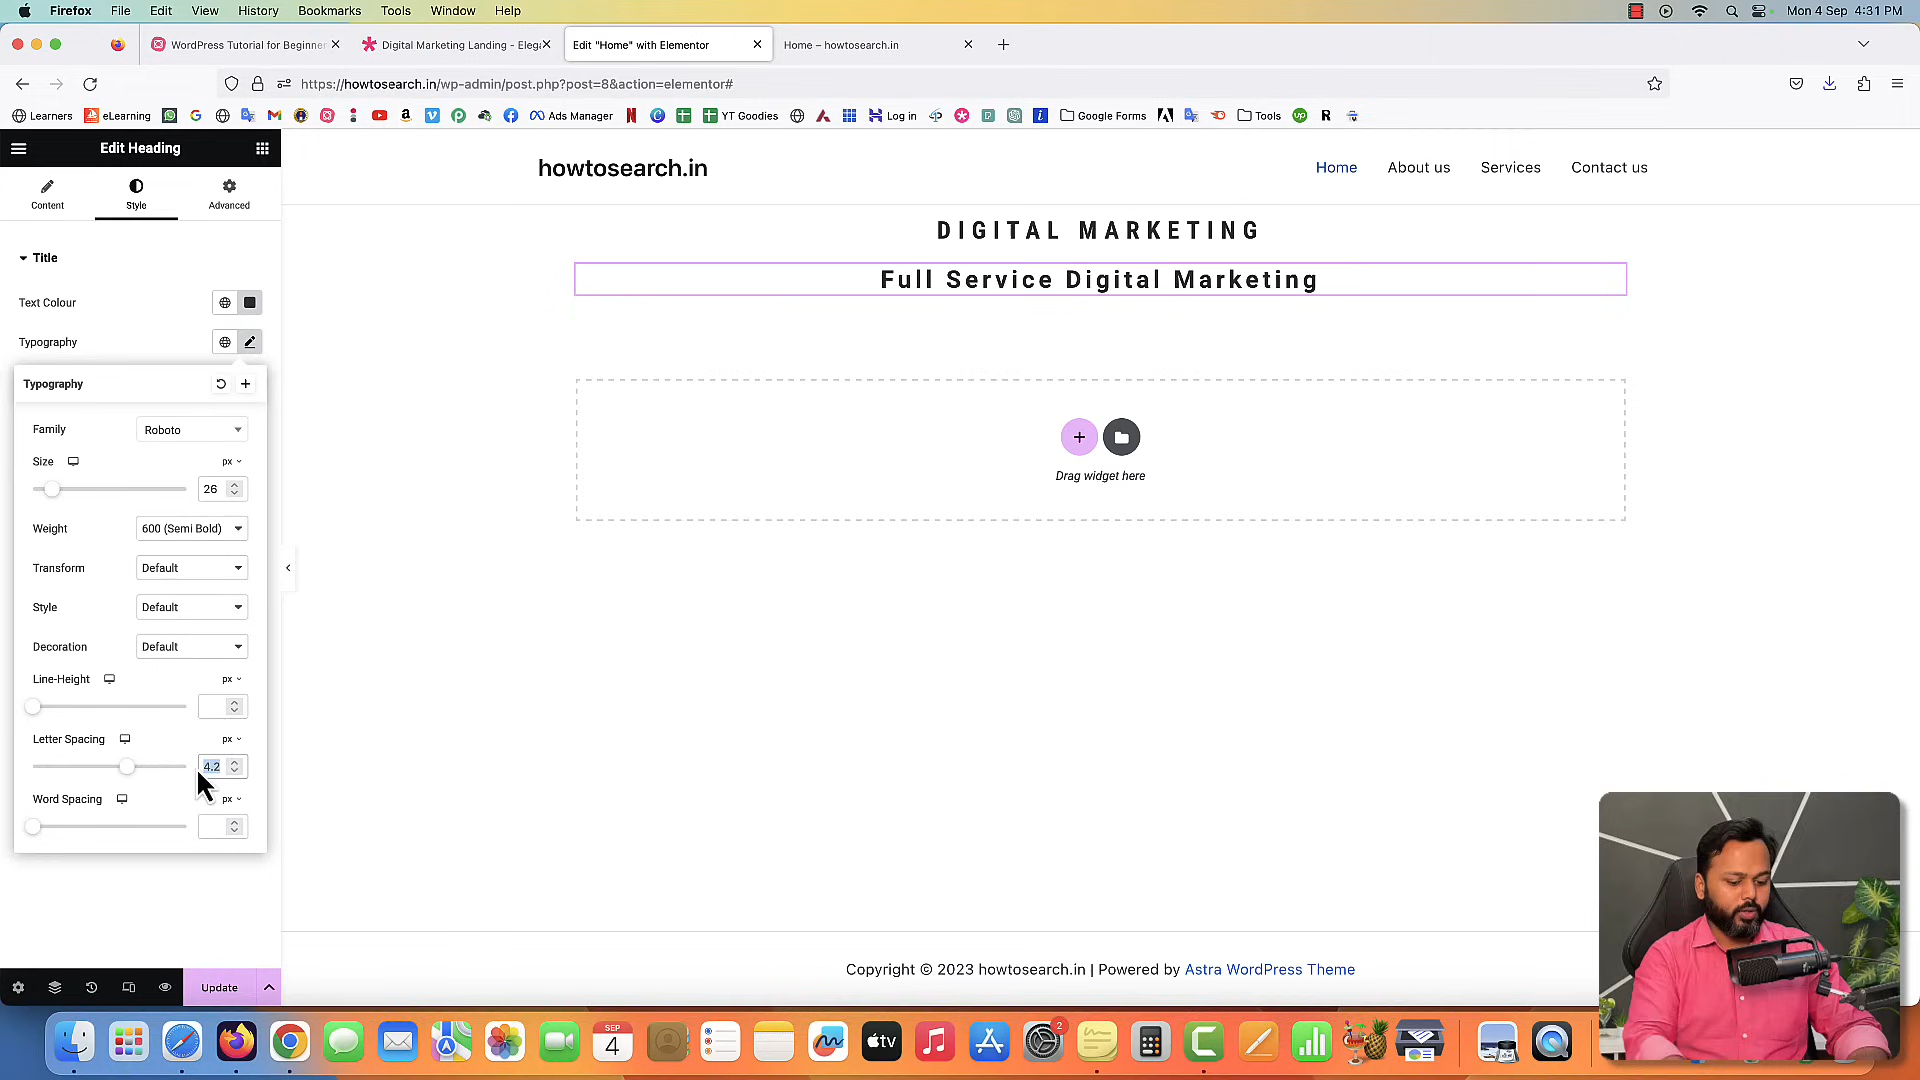 Firefox File Edit View History Bookmarks Tools Window Help Mon 4 Sep 4:31 PM
WordPress Tutorial for Beginner Digital Marketing Landing - Elega Edit "Home" with Elementor Home – howtosearch.in
https://howtosearch.in/wp-admin/post.php?post=8&action=elementor#
Learners eLearning Ads Manager YT Goodies Log in Google Forms Tools
Edit Heading
Content Style Advanced
howtosearch.in Home About us Services Contact us
DIGITAL MARKETING
Full Service Digital Marketing
Title
Text Colour
Typography
Typography
Family Roboto
Size px
26
Weight 600 (Semi Bold)
Transform Default
Style Default
Decoration Default
Line-Height px
Letter Spacing px
4.2
Word Spacing px
Drag widget here
Update
Copyright © 2023 howtosearch.in | Powered by Astra WordPress Theme
SEP
4
tv
2